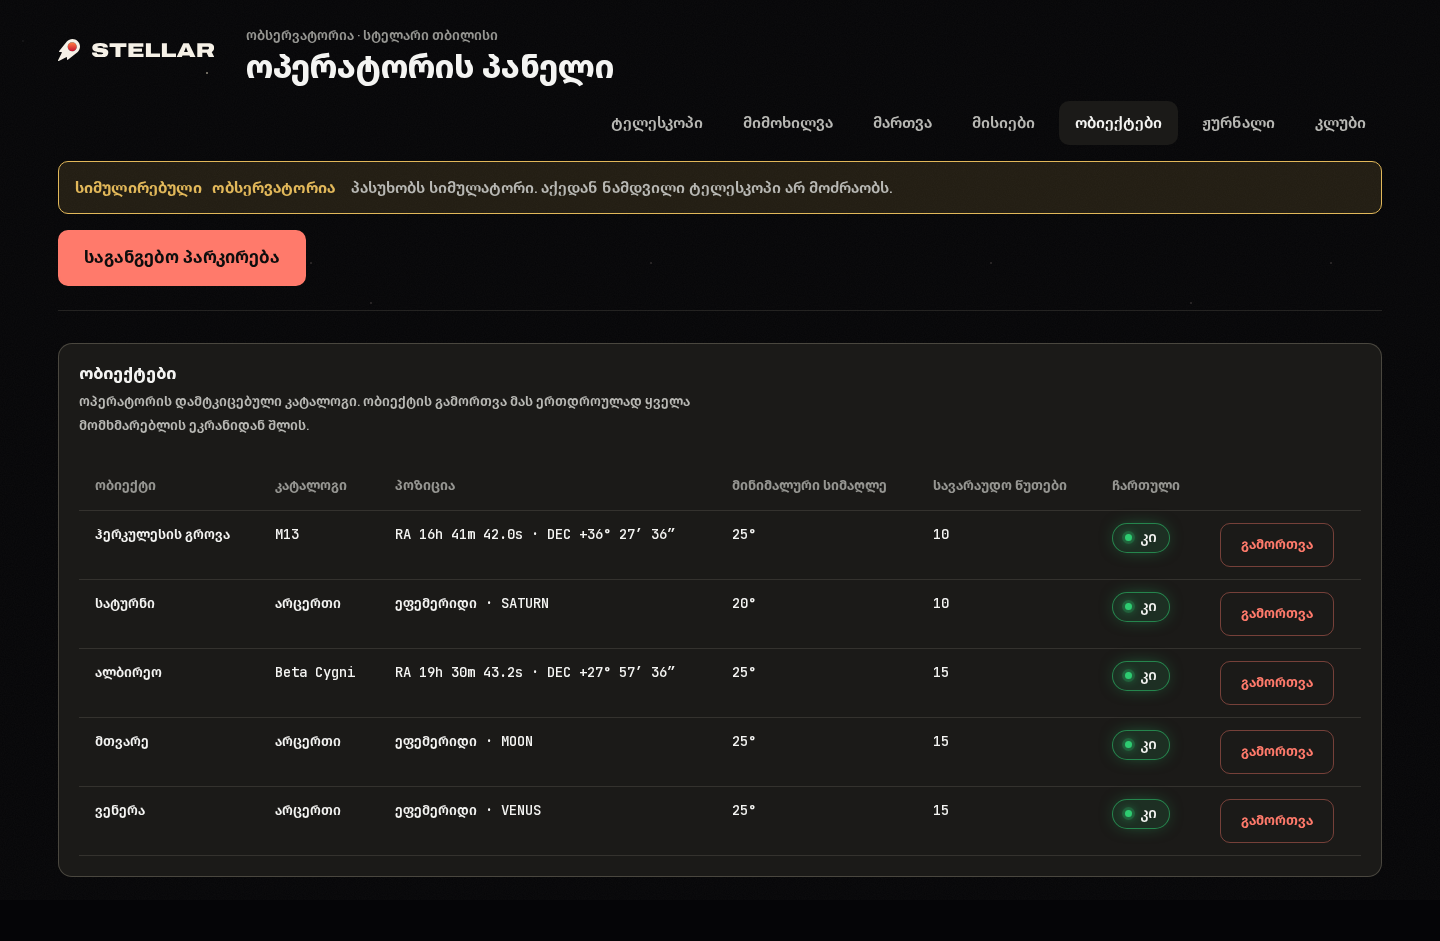 STELLAR
ობსერვატორია · სტელარი თბილისი
ოპერატორის პანელი
ტელესკოპი მიმოხილვა მართვა მისიები ობიექტები ჟურნალი კლუბი
სიმულირებული ობსერვატორია პასუხობს სიმულატორი. აქედან ნამდვილი ტელესკოპი არ მოძრაობს.
საგანგებო პარკირება
ობიექტები
ოპერატორის დამტკიცებული კატალოგი. ობიექტის გამორთვა მას ერთდროულად ყველა
მომხმარებლის ეკრანიდან შლის.
ობიექტი კატალოგი პოზიცია მინიმალური სიმაღლე სავარაუდო წუთები ჩართული
ჰერკულესის გროვა M13 RA 16h 41m 42.0s · DEC +36° 27′ 36″ 25° 10 კი გამორთვა
სატურნი არცერთი ეფემერიდი · SATURN 20° 10 კი გამორთვა
ალბირეო Beta Cygni RA 19h 30m 43.2s · DEC +27° 57′ 36″ 25° 15 კი გამორთვა
მთვარე არცერთი ეფემერიდი · MOON 25° 15 კი გამორთვა
ვენერა არცერთი ეფემერიდი · VENUS 25° 15 კი გამორთვა